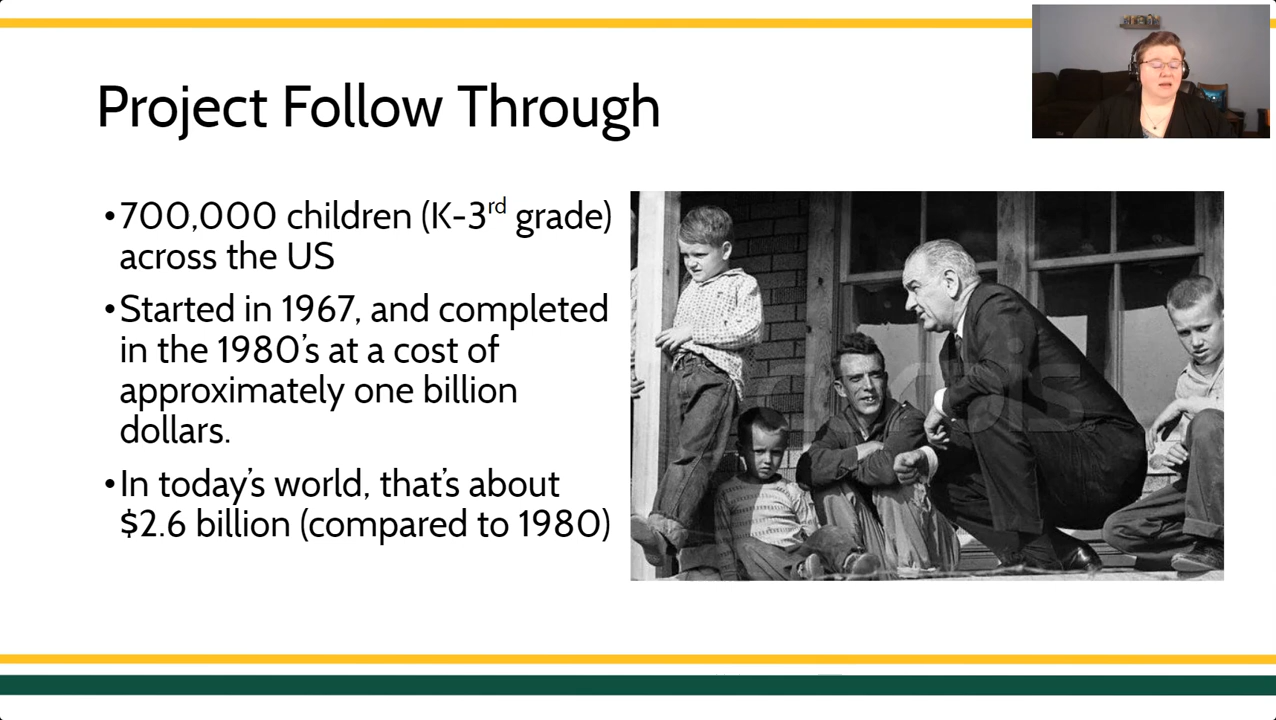 Project Follow Through
•700,000 children (K-3rd grade)
across the US
•Started in 1967, and completed
in the 1980's at a cost of
approximately one billion
dollars.
•In today's world, that's about
$2.6 billion (compared to 1980)